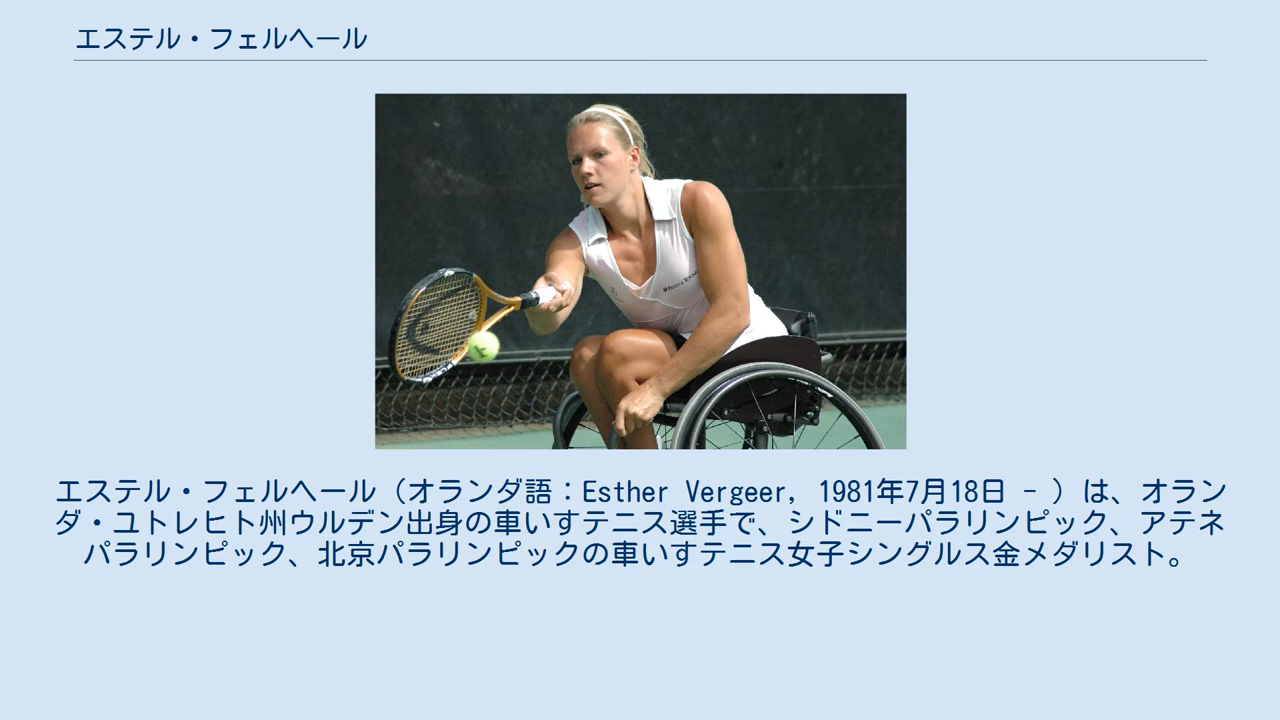 エステル・フェルヘール
エステル・フェルヘール（オランダ語：Esther Vergeer, 1981年7月18日 - ）は、オラン
ダ・ユトレヒト州ウルデン出身の車いすテニス選手で、シドニーパラリンピック、アテネ
パラリンピック、北京パラリンピックの車いすテニス女子シングルス金メダリスト。